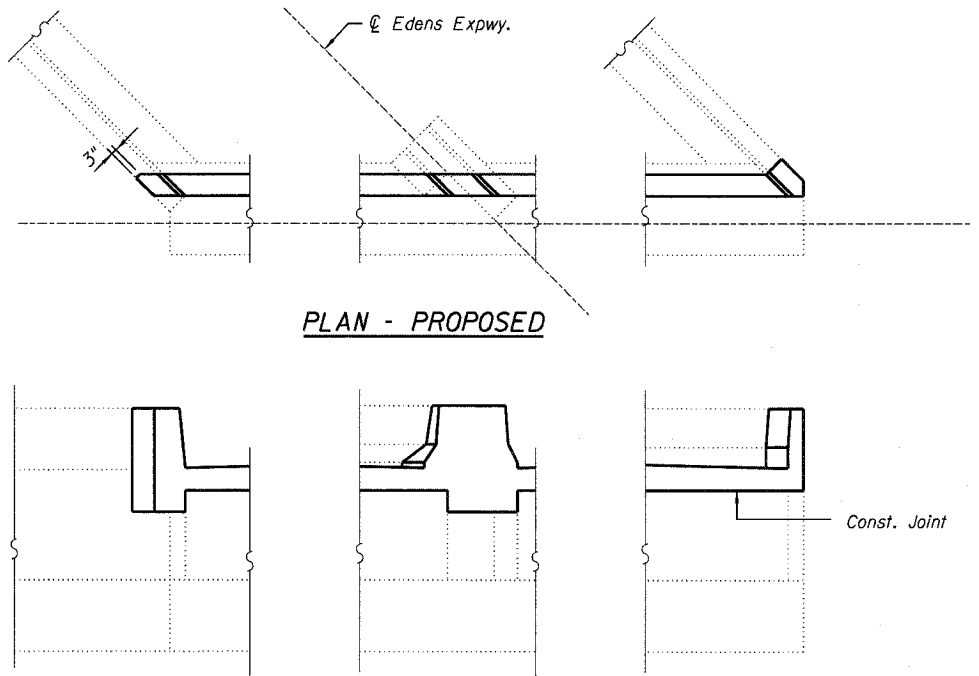 ℄ Edens Expwy.
3"
PLAN - PROPOSED
Const. Joint